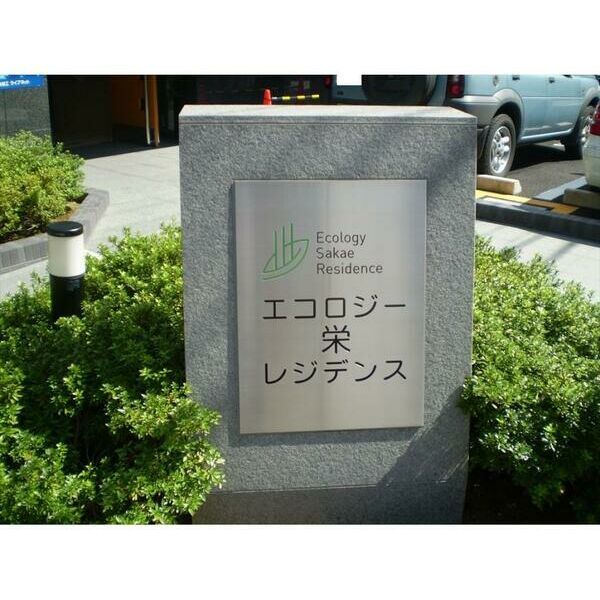 Ecology
Sakae
Residence
エコロジー
栄
レジデンス